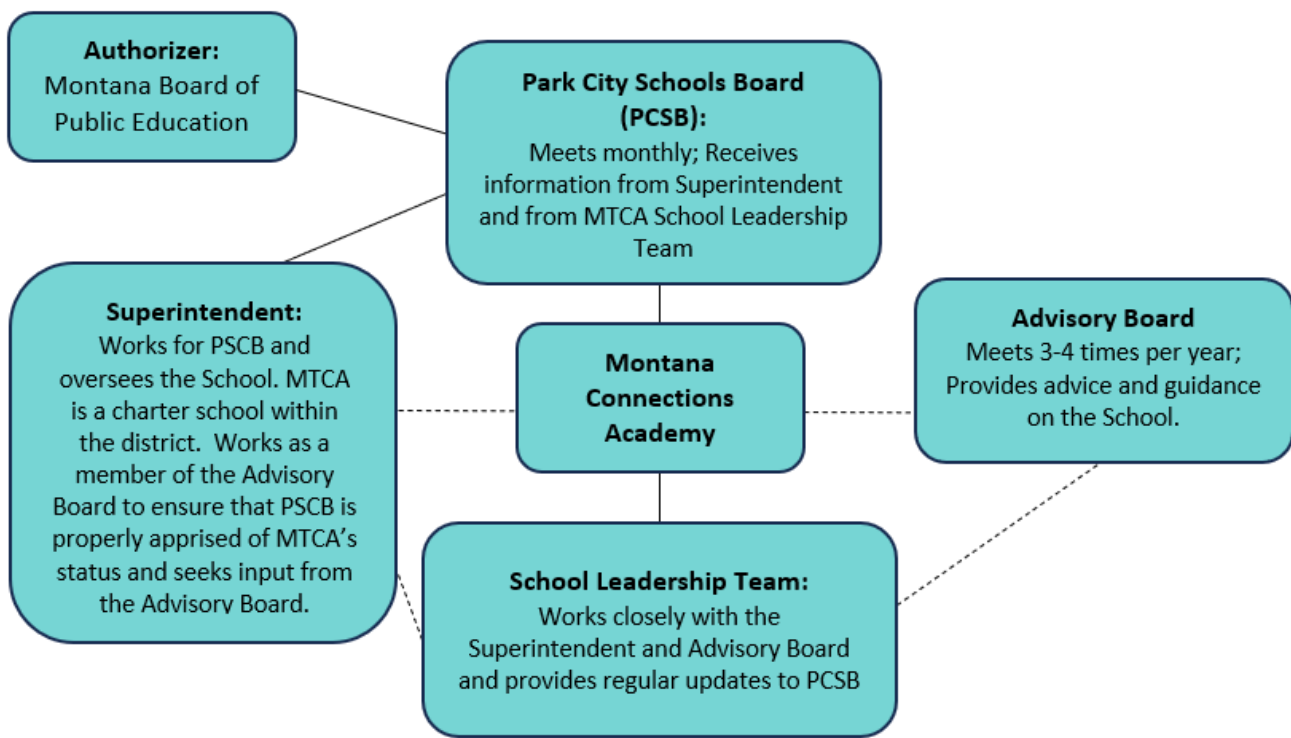 Authorizer:
Montana Board of
Public Education
Park City Schools Board
(PCSB):
Meets monthly; Receives
information from Superintendent
and from MTCA School Leadership
Team
Superintendent:
Works for PSCB and
oversees the School. MTCA
is a charter school within
the district.  Works as a
member of the Advisory
Board to ensure that PSCB is
properly apprised of MTCA’s
status and seeks input from
the Advisory Board.
Montana
Connections
Academy
Advisory Board
Meets 3-4 times per year;
Provides advice and guidance
on the School.
School Leadership Team:
Works closely with the
Superintendent and Advisory Board
and provides regular updates to PCSB